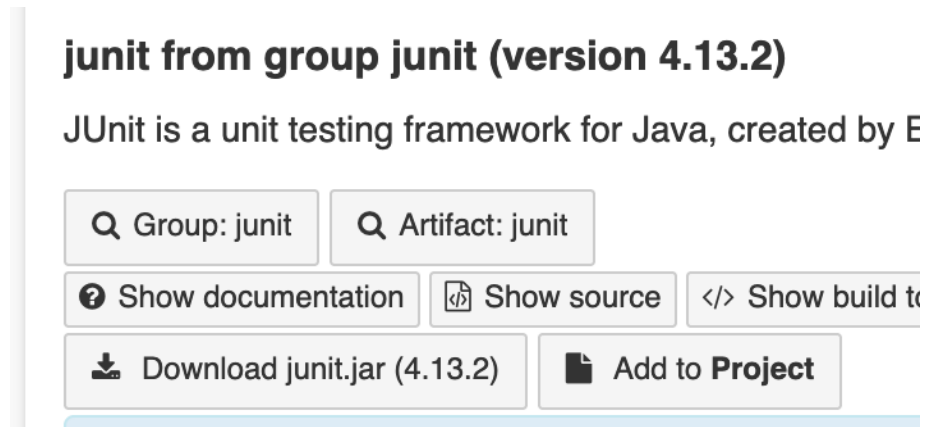 junit from group junit (version 4.13.2)
JUnit is a unit testing framework for Java, created by
Group: junit Artifact: junit
Show documentation Show source </> Show build
Download junit.jar (4.13.2) Add to Project